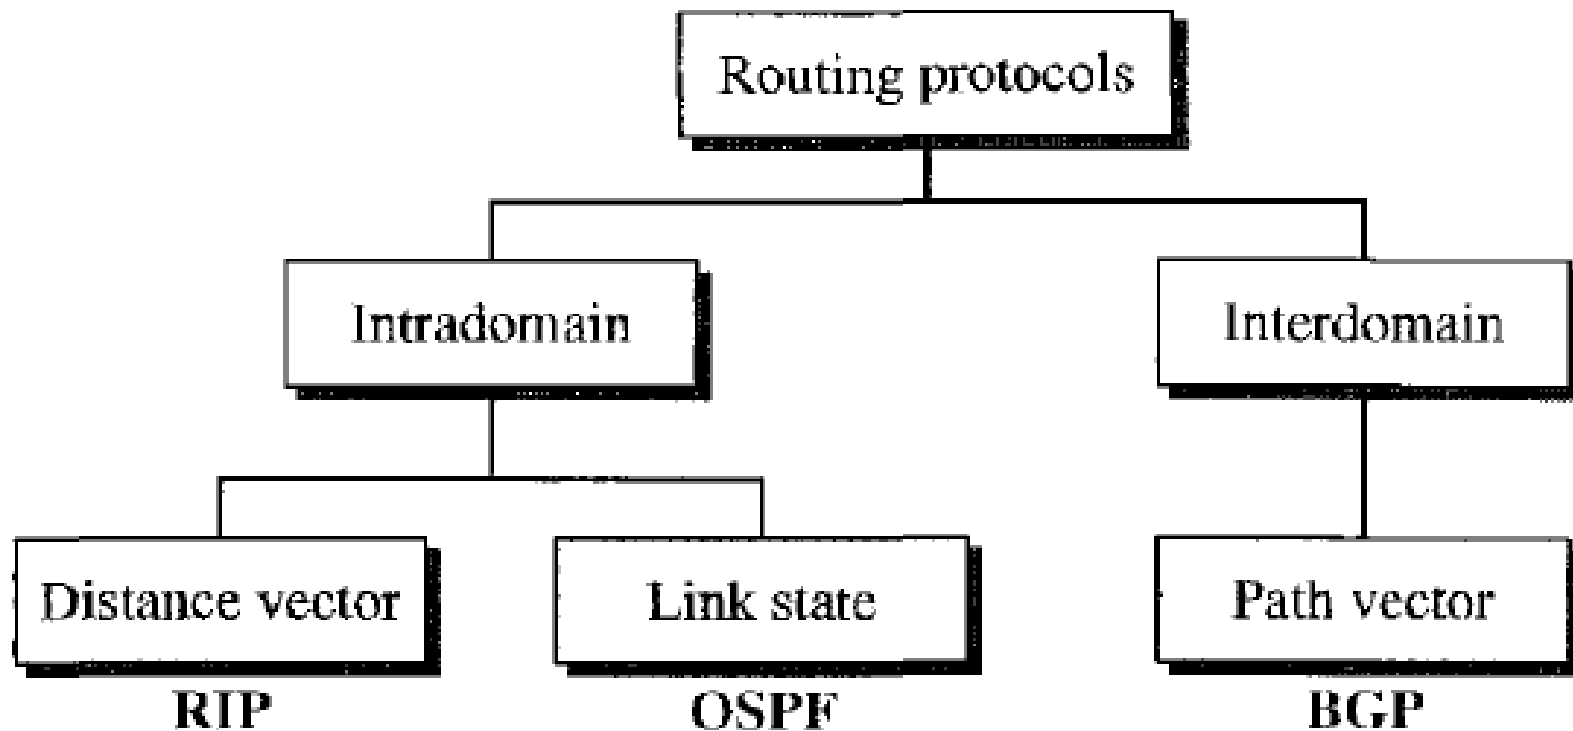 Routing protocols
Intradomain
Interdomain
Distance vector
Link state
Path vector
RIP
OSPF
BGP